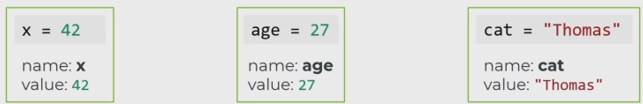 x = 42
name: x
value: 42
age = 27
name: age
value: 27
cat = "Thomas"
name: cat
value: "Thomas"